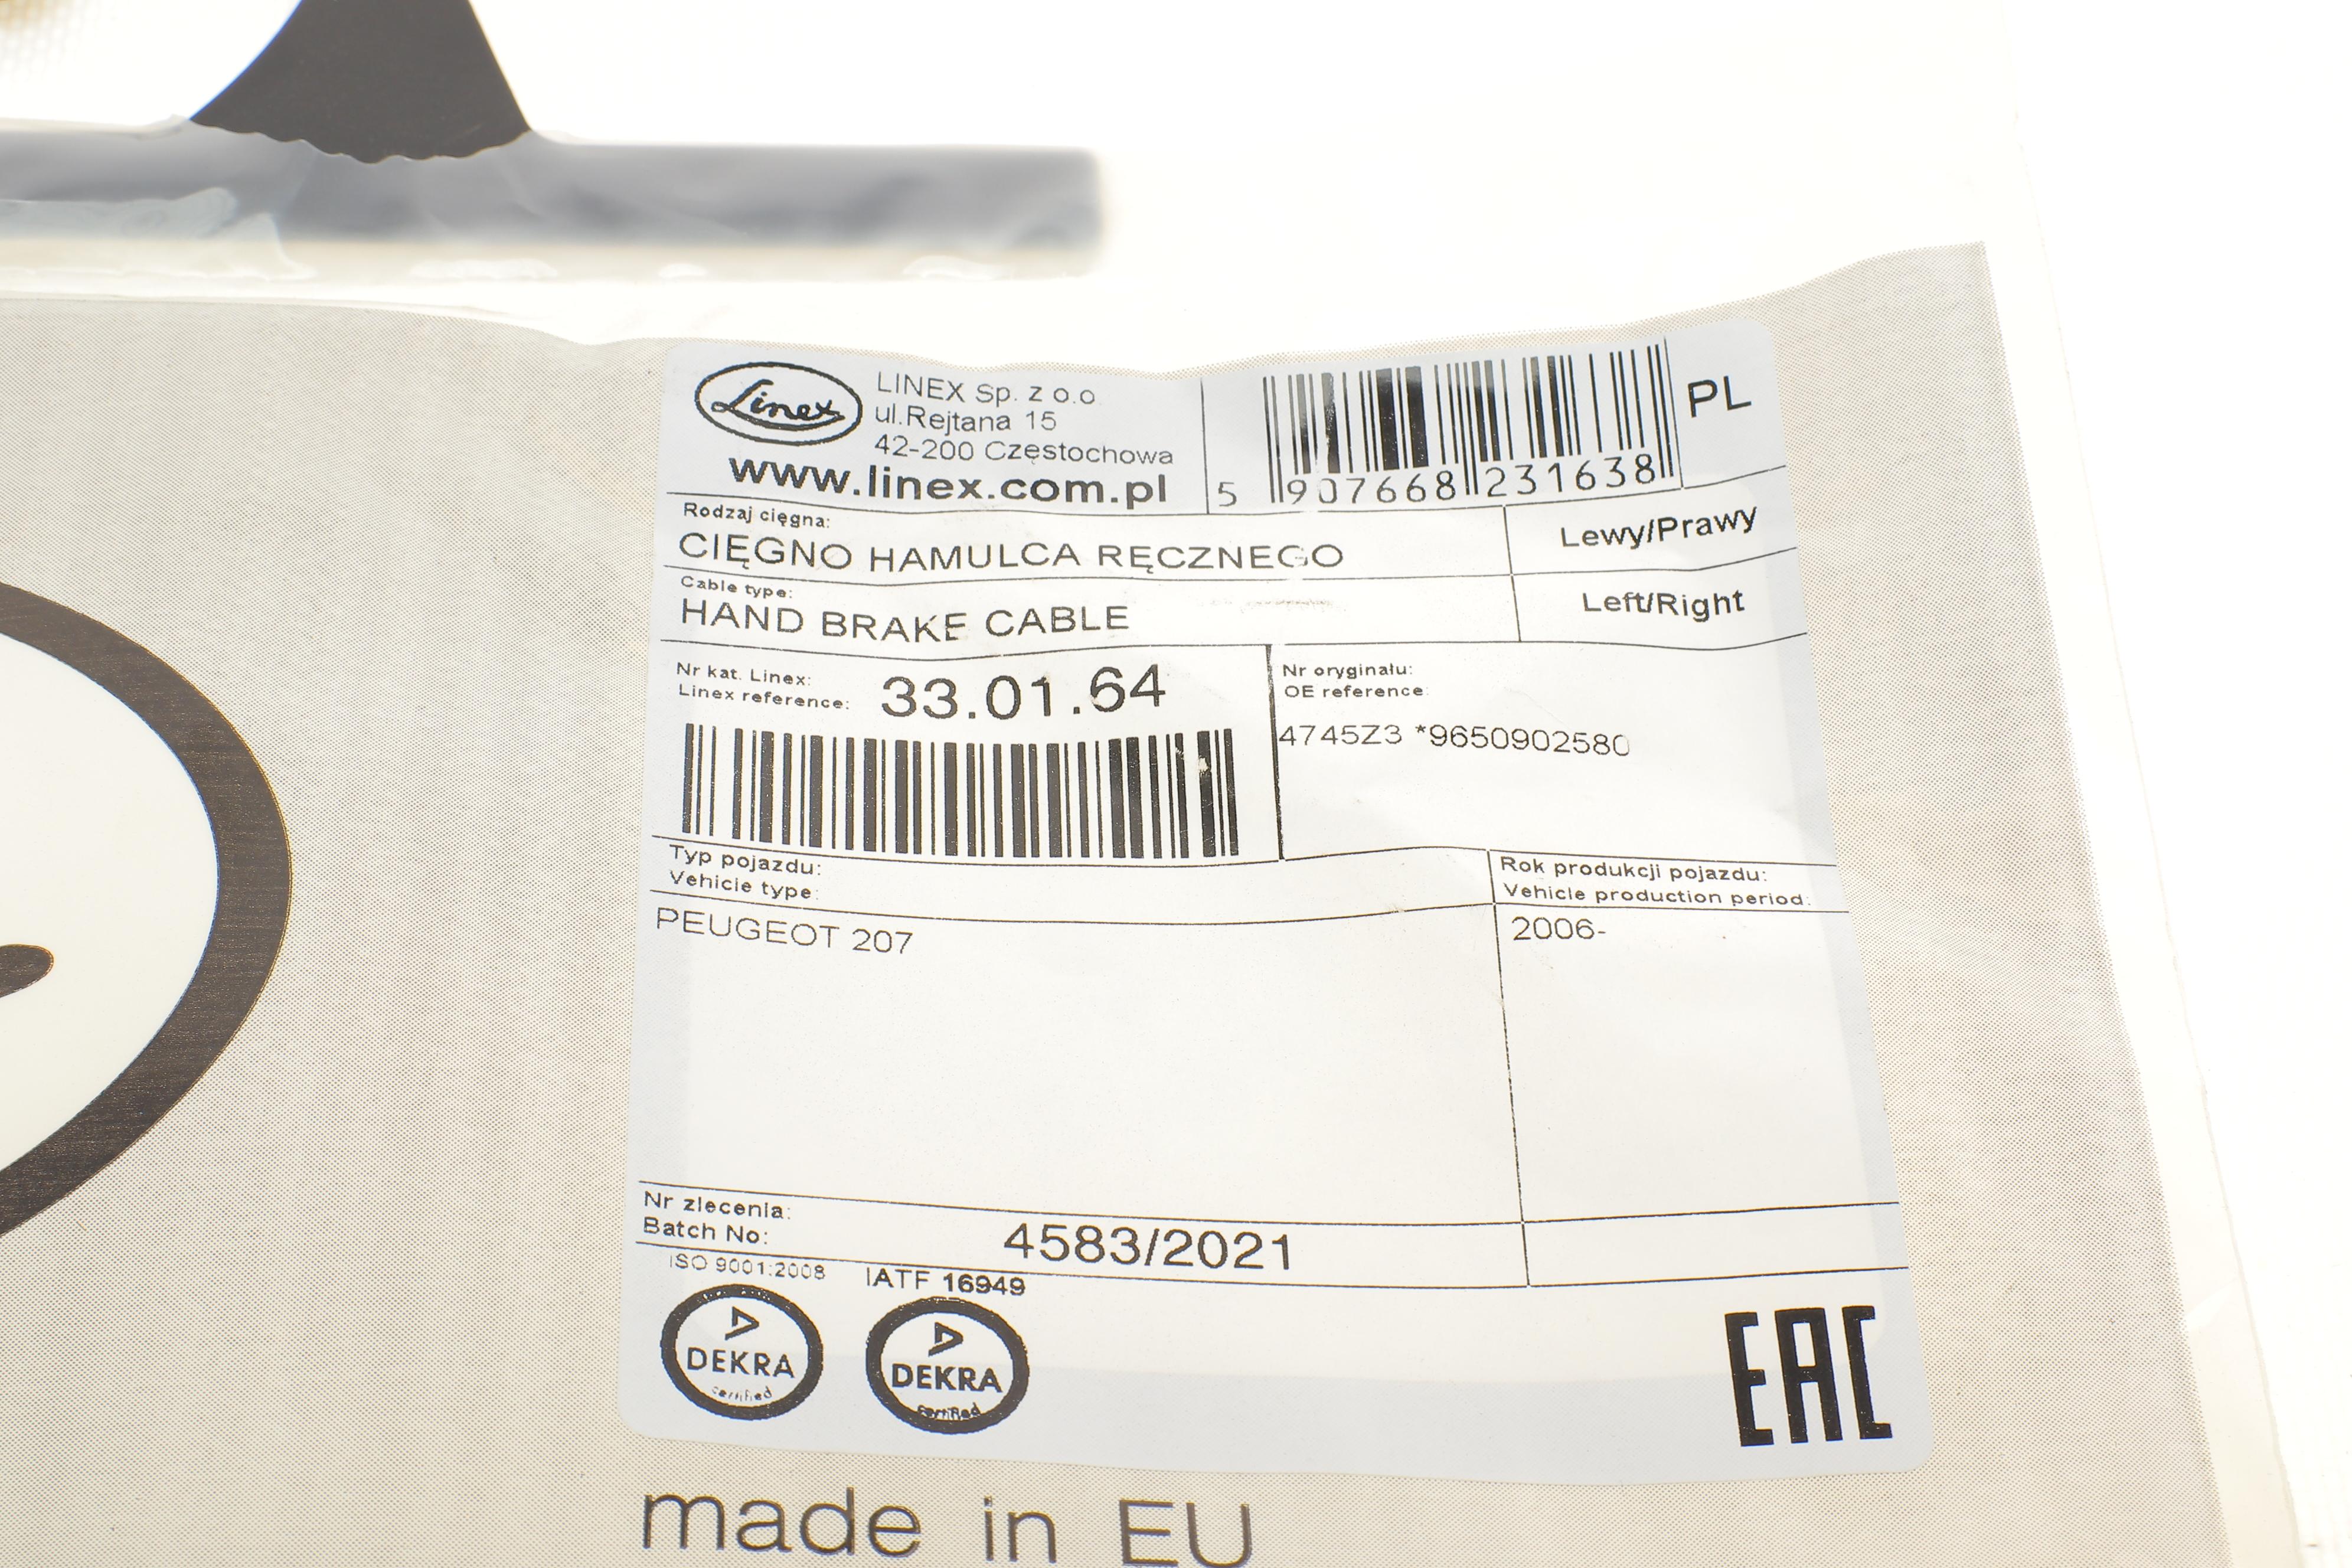 Linex
LINEX Sp. z o.o
ul.Rejtana 15
42-200 Częstochowa
www.linex.com.pl
5 907668 231638
PL
Rodzaj cięgna:
CIĘGNO HAMULCA RĘCZNEGO
Lewy/Prawy
Cable type:
HAND BRAKE CABLE
Left/Right
Nr kat. Linex:
Linex reference:
33.01.64
Nr oryginału:
OE reference:
4745Z3 *9650902580
Typ pojazdu:
Vehicle type:
Rok produkcji pojazdu:
Vehicle production period:
PEUGEOT 207
2006-
Nr zlecenia:
Batch No:
4583/2021
ISO 9001:2008
IATF 16949
DEKRA
certified
DEKRA
certified
EAC
made in EU